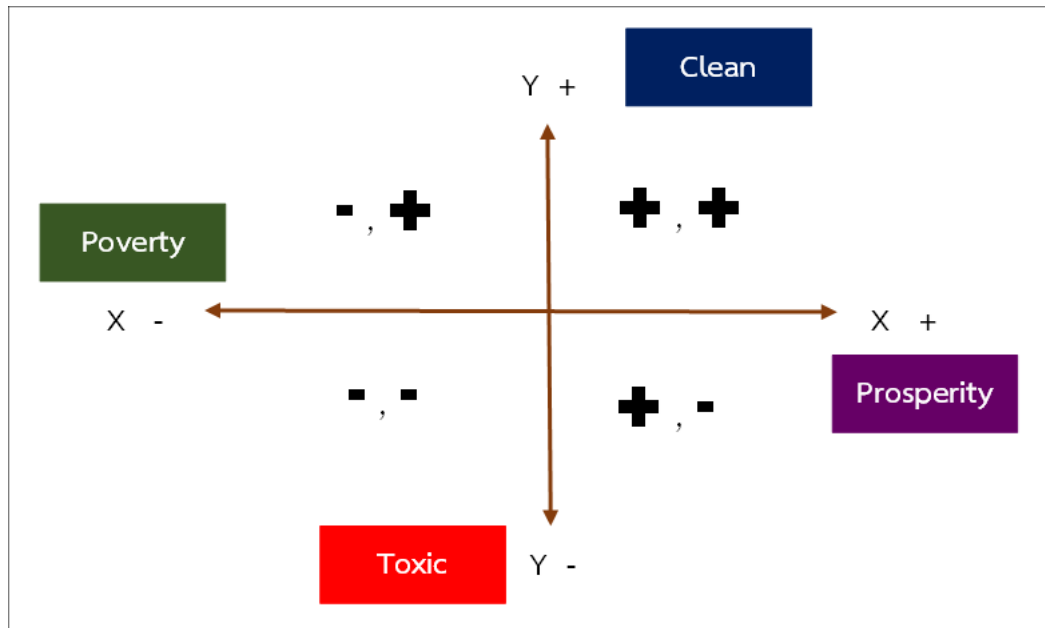 Clean
Y +
- , +
+ , +
Poverty
X -
X +
- , -
+ , -
Prosperity
Toxic
Y -